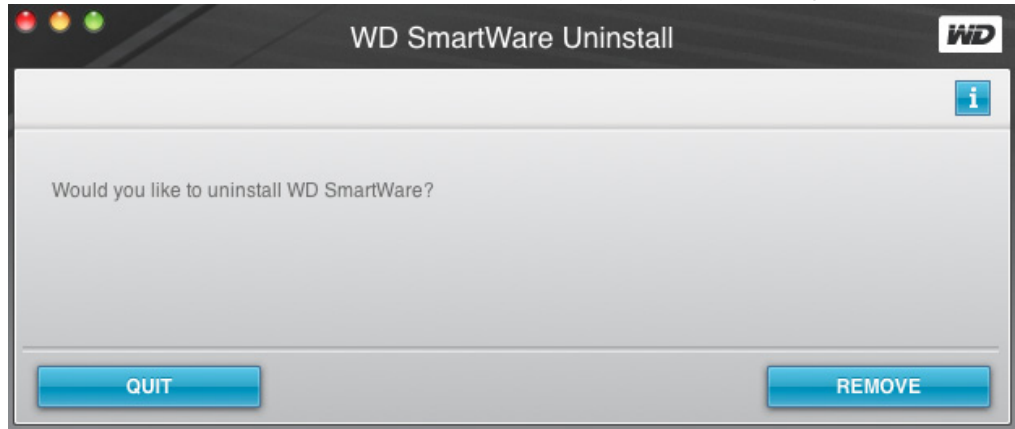 WD SmartWare Uninstall
WD
i
Would you like to uninstall WD SmartWare?
QUIT
REMOVE